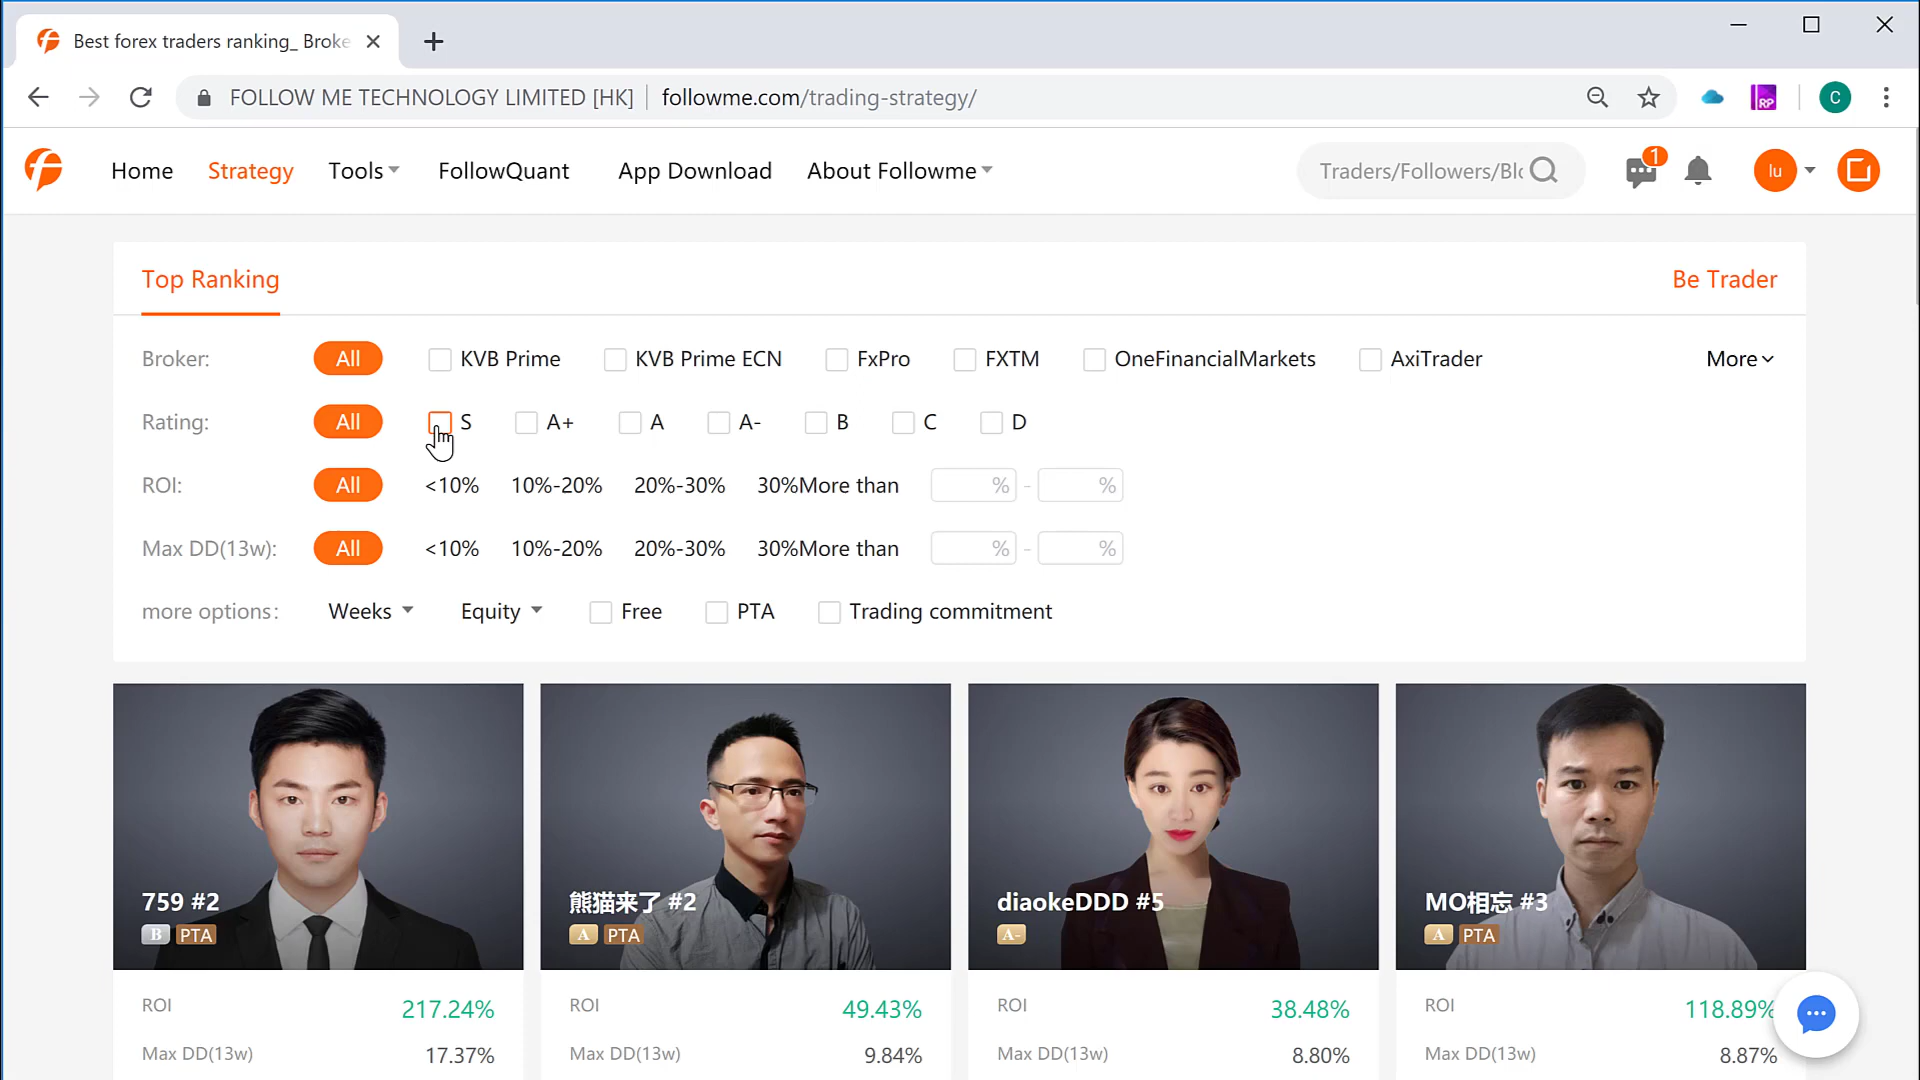 Best forex traders ranking_ Broke
FOLLOW ME TECHNOLOGY LIMITED [HK] followme.com/trading-strategy/
RP
C
Home Strategy Tools FollowQuant App Download About Followme Traders/Followers/Blo 1 lu
Top Ranking Be Trader
Broker: All KVB Prime KVB Prime ECN FxPro FXTM OneFinancialMarkets AxiTrader More
Rating: All S A+ A A- B C D
ROI: All <10% 10%-20% 20%-30% 30%More than % - %
Max DD(13w): All <10% 10%-20% 20%-30% 30%More than % - %
more options: Weeks Equity Free PTA Trading commitment
759 #2 熊猫来了 #2 diaokeDDD #5 MO相忘 #3
B PTA A PTA A- A PTA
ROI 217.24% ROI 49.43% ROI 38.48% ROI 118.89%
Max DD(13w) 17.37% Max DD(13w) 9.84% Max DD(13w) 8.80% Max DD(13w) 8.87%